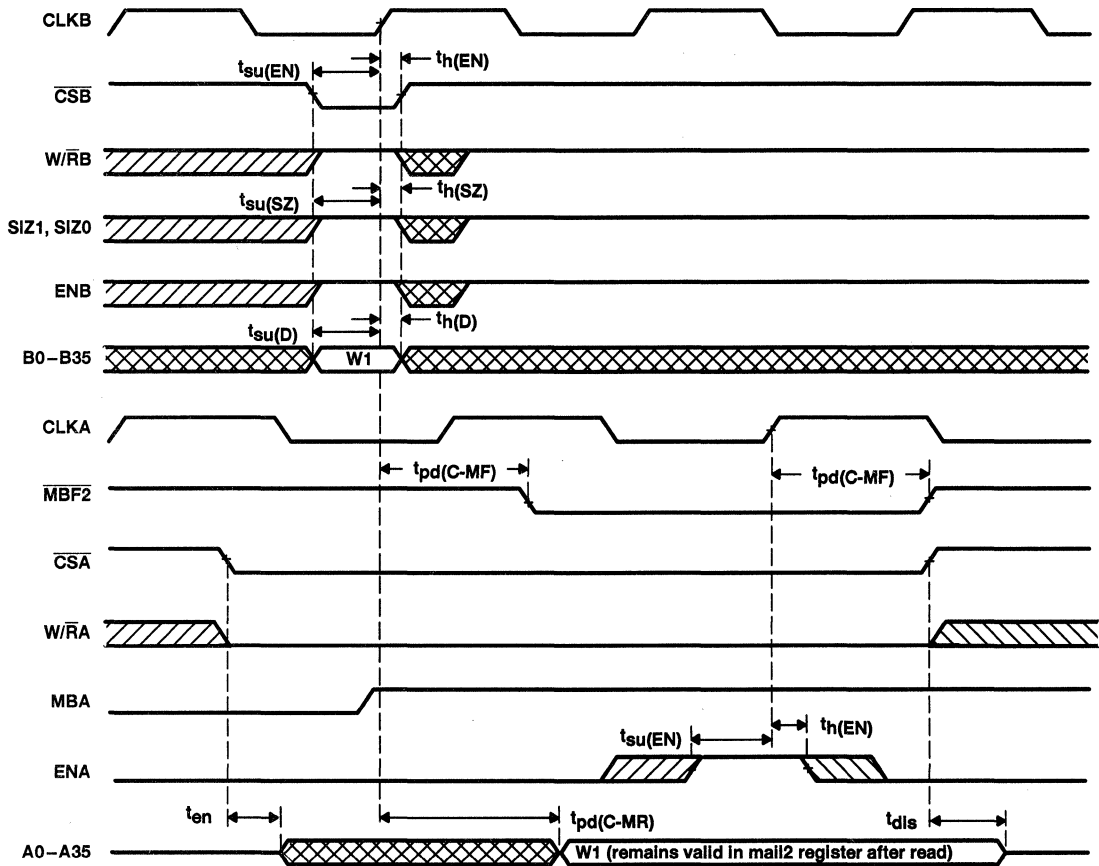 CLKB
tsu(EN) th(EN)
CSB
W/RB
tsu(SZ) th(SZ)
SIZ1, SIZ0
ENB
tsu(D) th(D)
B0–B35 W1
CLKA
tpd(C-MF) tpd(C-MF)
MBF2
CSA
W/RA
MBA
tsu(EN) th(EN)
ENA
ten tpd(C-MR) tdis
A0–A35 W1 (remains valid in mail2 register after read)